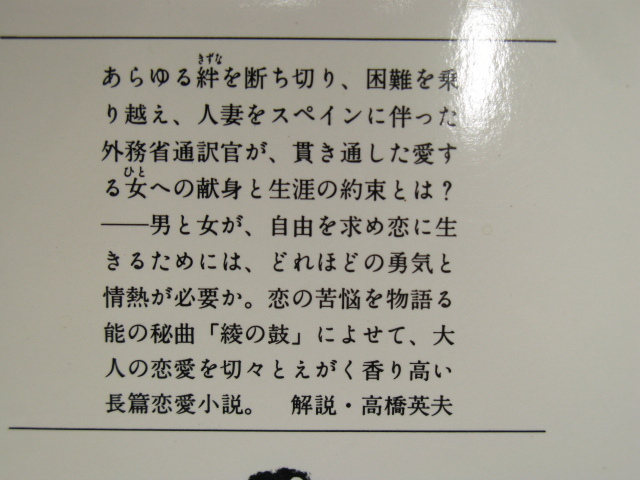 あらゆる絆を断ち切り、困難を乗
り越え、人妻をスペインに伴った
外務省通訳官が、貫き通した愛す
る女への献身と生涯の約束とは?
――男と女が、自由を求め恋に生
きるためには、どれほどの勇気と
情熱が必要か。恋の苦悩を物語る
能の秘曲「綾の鼓」によせて、大
人の恋愛を切々とえがく香り高い
長篇恋愛小説。 解説・高橋英夫